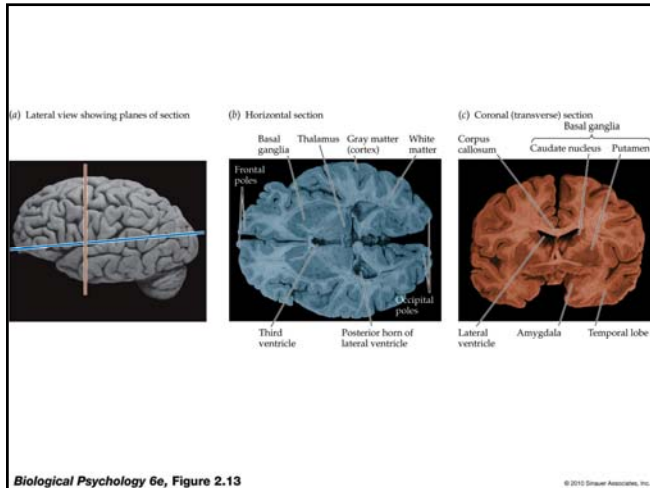 (a) Lateral view showing planes of section
(b) Horizontal section
Basal
ganglia
Thalamus
Gray matter
(cortex)
White
matter
Frontal
poles
Occipital
poles
Third
ventricle
Posterior horn of
lateral ventricle
(c) Coronal (transverse) section
Basal ganglia
Corpus
callosum
Caudate nucleus
Putamen
Lateral
ventricle
Amygdala
Temporal lobe
Biological Psychology 6e, Figure 2.13
© 2010 Sinauer Associates, Inc.